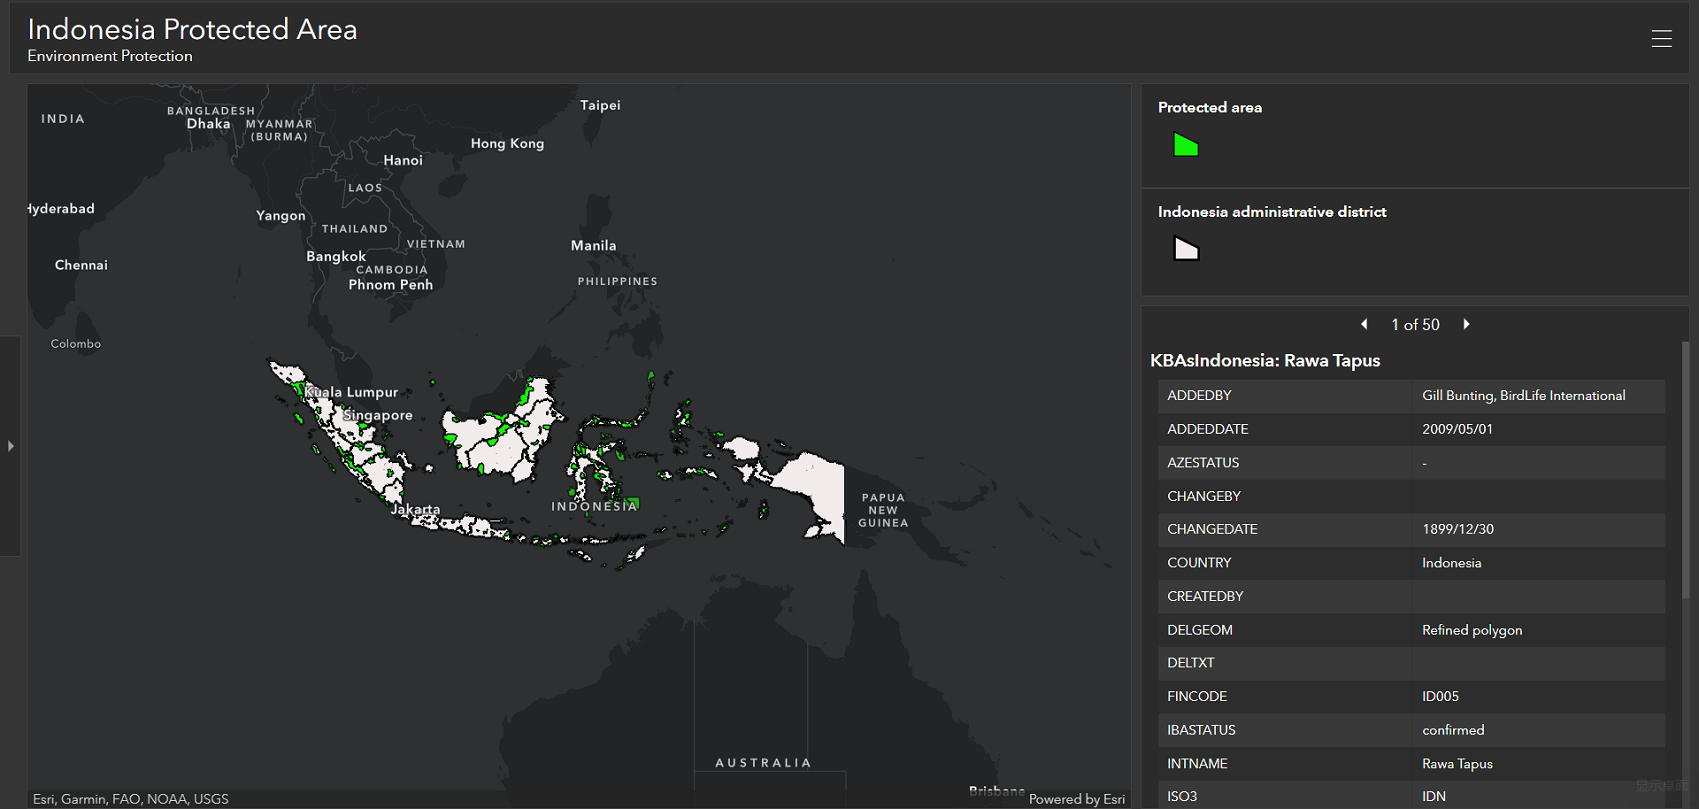 Indonesia Protected Area
Environment Protection
INDIA
BANGLADESH
Dhaka
MYANMAR
(BURMA)
Taipei
Hong Kong
Hanoi
LAOS
Hyderabad
Yangon
THAILAND
VIETNAM
Manila
Bangkok
Chennai
CAMBODIA
PHILIPPINES
Phnom Penh
Colombo
Kuala Lumpur
Singapore
INDONESIA
Jakarta
PAPUA
NEW
GUINEA
AUSTRALIA
Brisbane
Esri, Garmin, FAO, NOAA, USGS
Powered by Esri
Protected area
Indonesia administrative district
1 of 50
KBAsIndonesia: Rawa Tapus
ADDEDBY Gill Bunting, BirdLife International
ADDEDDATE 2009/05/01
AZESTATUS -
CHANGEBY
CHANGEDATE 1899/12/30
COUNTRY Indonesia
CREATEDBY
DELGEOM Refined polygon
DELTXT
FINCODE ID005
IBASTATUS confirmed
INTNAME Rawa Tapus
显示桌面
ISO3 IDN